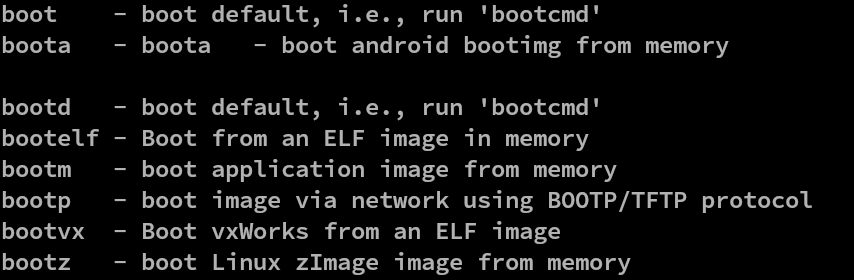 boot    - boot default, i.e., run 'bootcmd'
boota   - boota   - boot android bootimg from memory
bootd   - boot default, i.e., run 'bootcmd'
bootelf - Boot from an ELF image in memory
bootm   - boot application image from memory
bootp   - boot image via network using BOOTP/TFTP protocol
bootvx  - Boot vxWorks from an ELF image
bootz   - boot Linux zImage image from memory